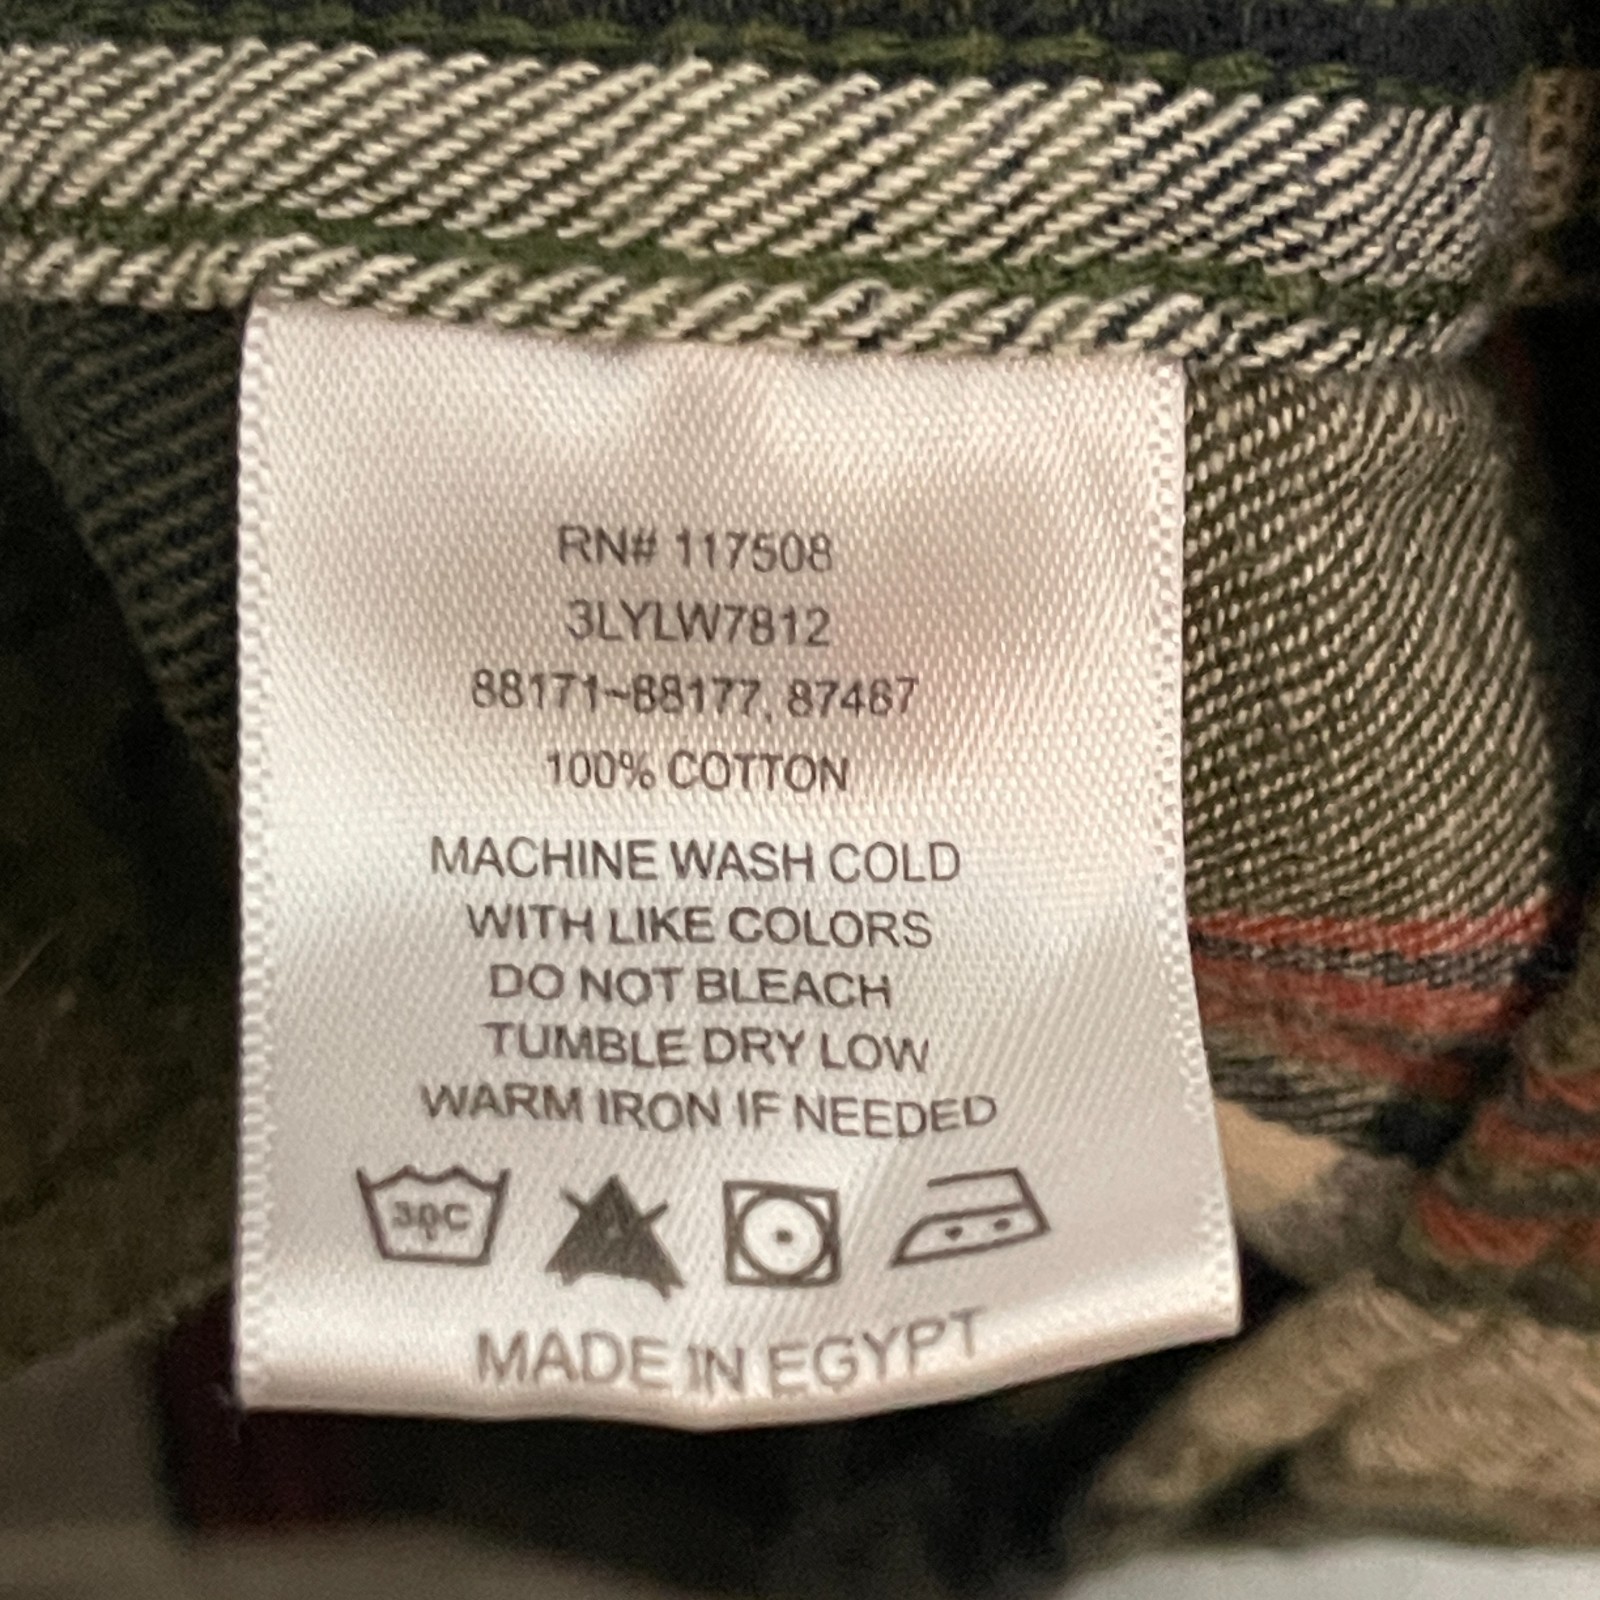 RN# 117508
3LYLW7812
88171~88177, 87467
100% COTTON
MACHINE WASH COLD
WITH LIKE COLORS
DO NOT BLEACH
TUMBLE DRY LOW
WARM IRON IF NEEDED
30C
MADE IN EGYPT